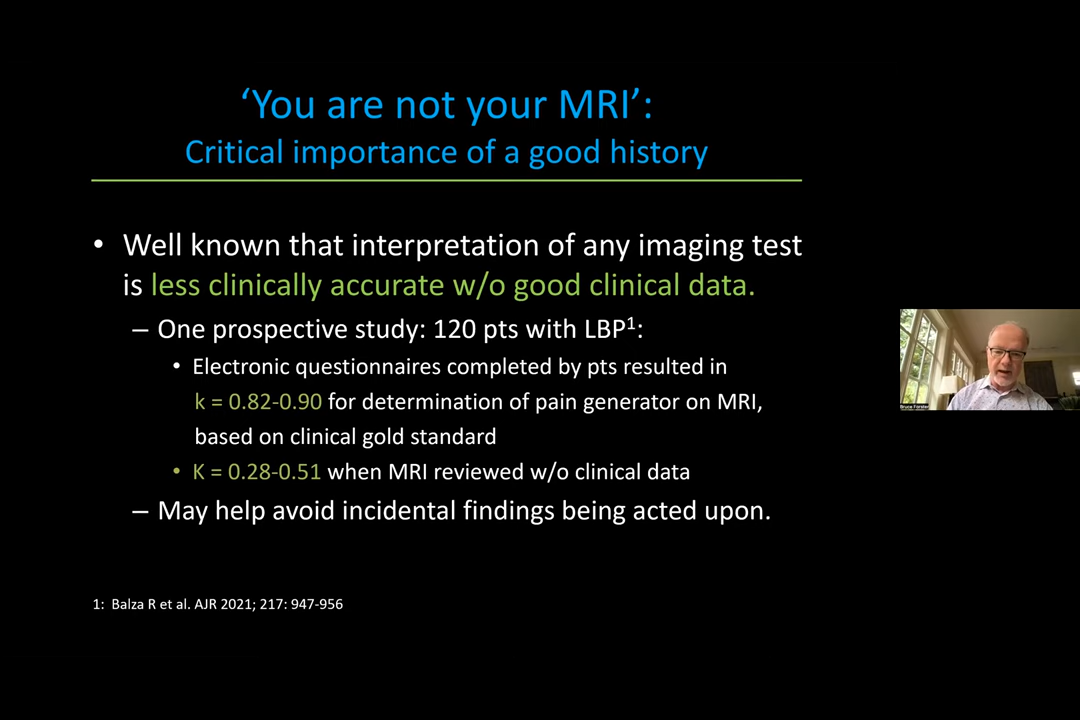 ‘You are not your MRI’:
Critical importance of a good history
• Well known that interpretation of any imaging test
is less clinically accurate w/o good clinical data.
– One prospective study: 120 pts with LBP1:
• Electronic questionnaires completed by pts resulted in
k = 0.82-0.90 for determination of pain generator on MRI,
based on clinical gold standard
• K = 0.28-0.51 when MRI reviewed w/o clinical data
– May help avoid incidental findings being acted upon.
Bruce Forster
1: Balza R et al. AJR 2021; 217: 947-956